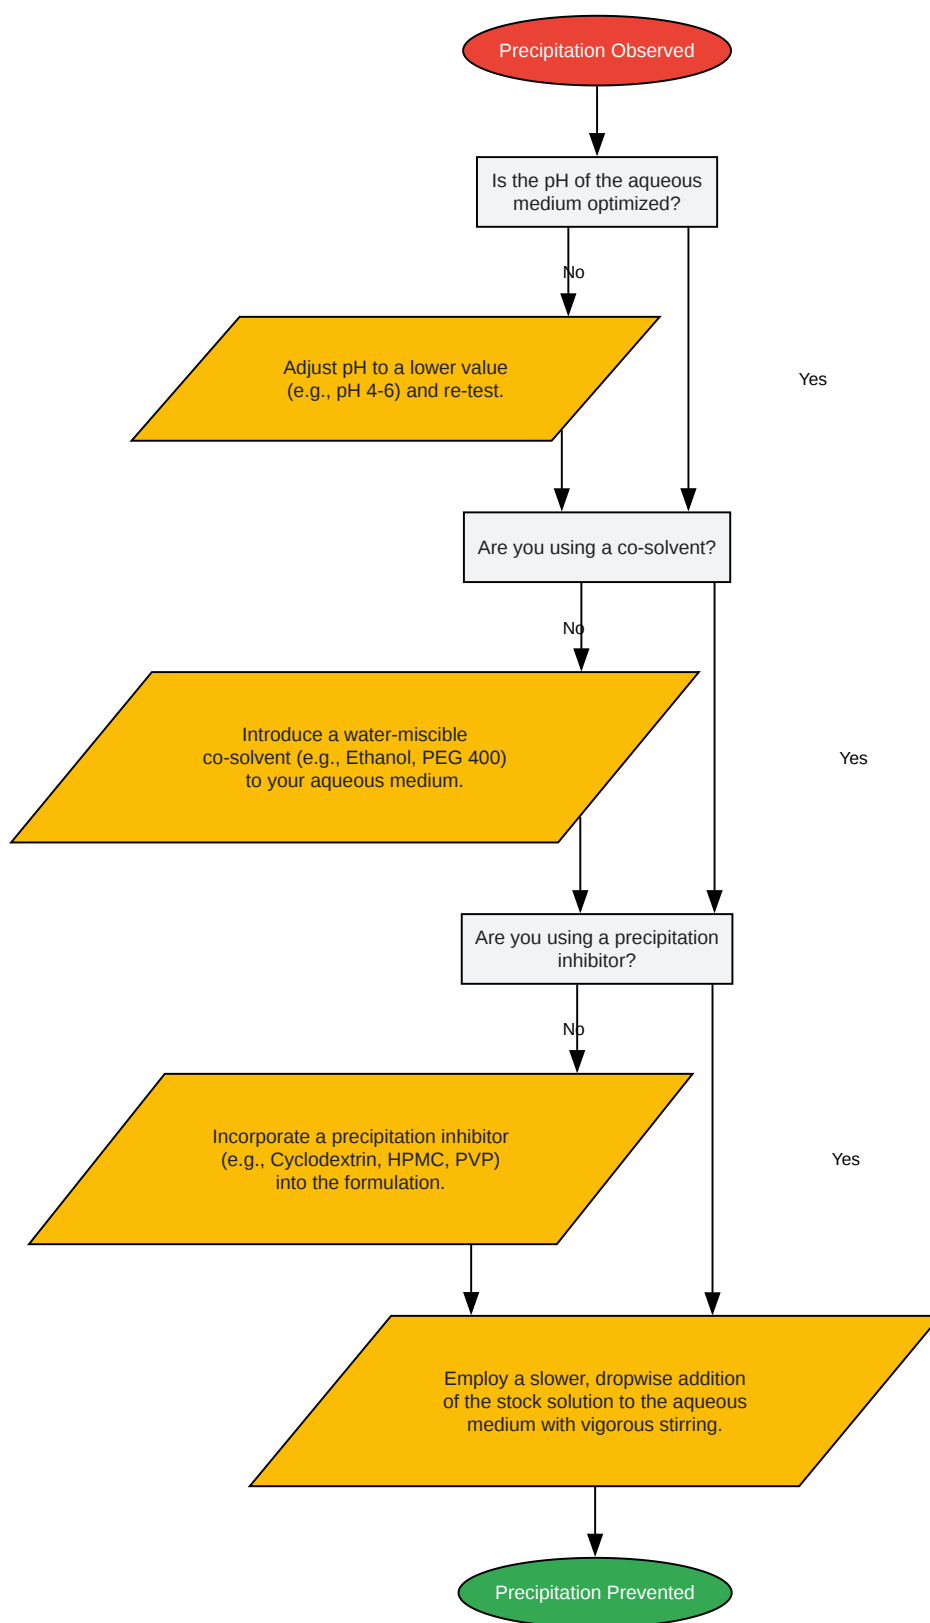 Precipitation Observed
Is the pH of the aqueous
medium optimized?
No
Adjust pH to a lower value
(e.g., pH 4-6) and re-test.
Yes
Are you using a co-solvent?
No
Introduce a water-miscible
co-solvent (e.g., Ethanol, PEG 400)
to your aqueous medium.
Yes
Are you using a precipitation
inhibitor?
No
Incorporate a precipitation inhibitor
(e.g., Cyclodextrin, HPMC, PVP)
into the formulation.
Yes
Employ a slower, dropwise addition
of the stock solution to the aqueous
medium with vigorous stirring.
Precipitation Prevented